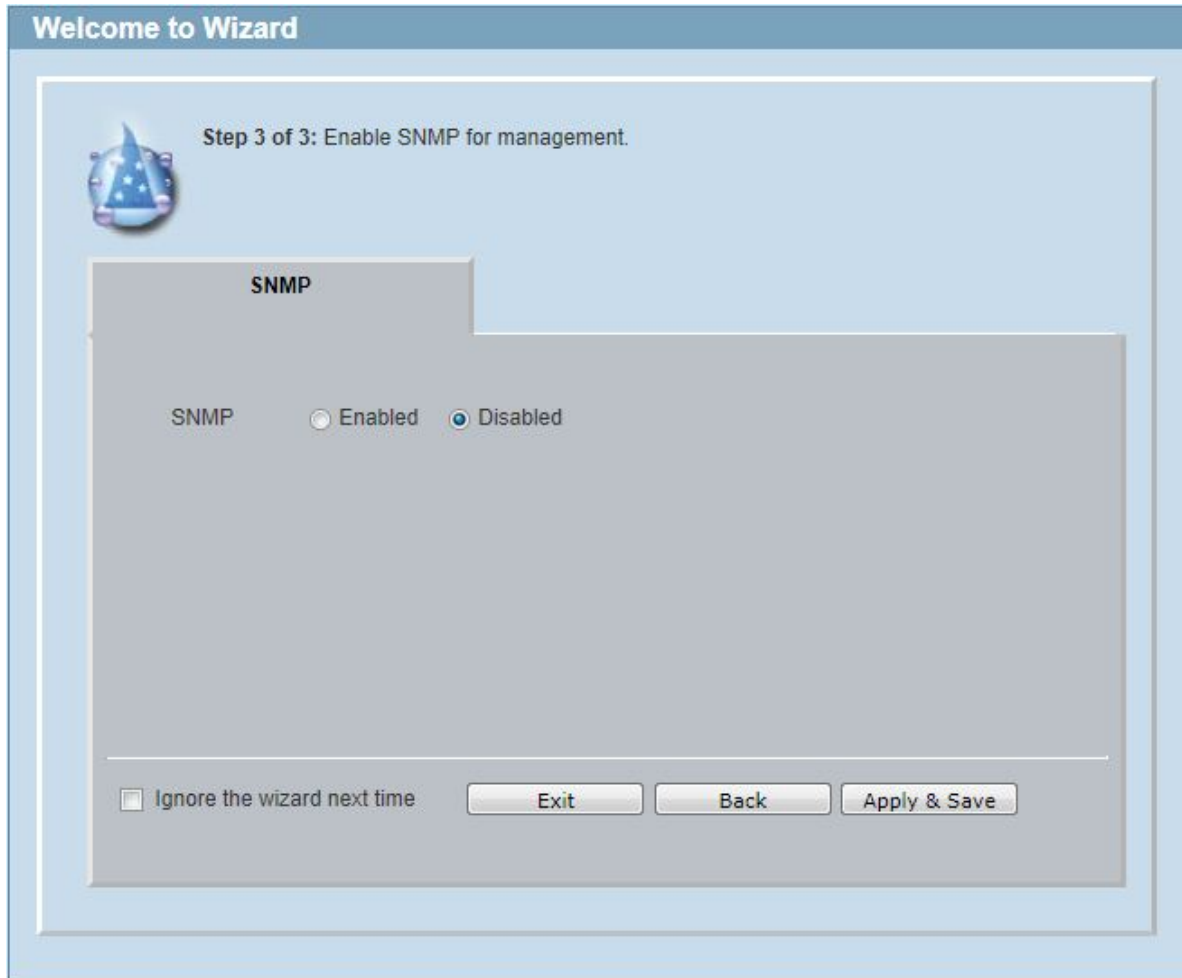 Welcome to Wizard
Step 3 of 3: Enable SNMP for management.
SNMP
SNMP Enabled Disabled
Ignore the wizard next time Exit Back Apply & Save